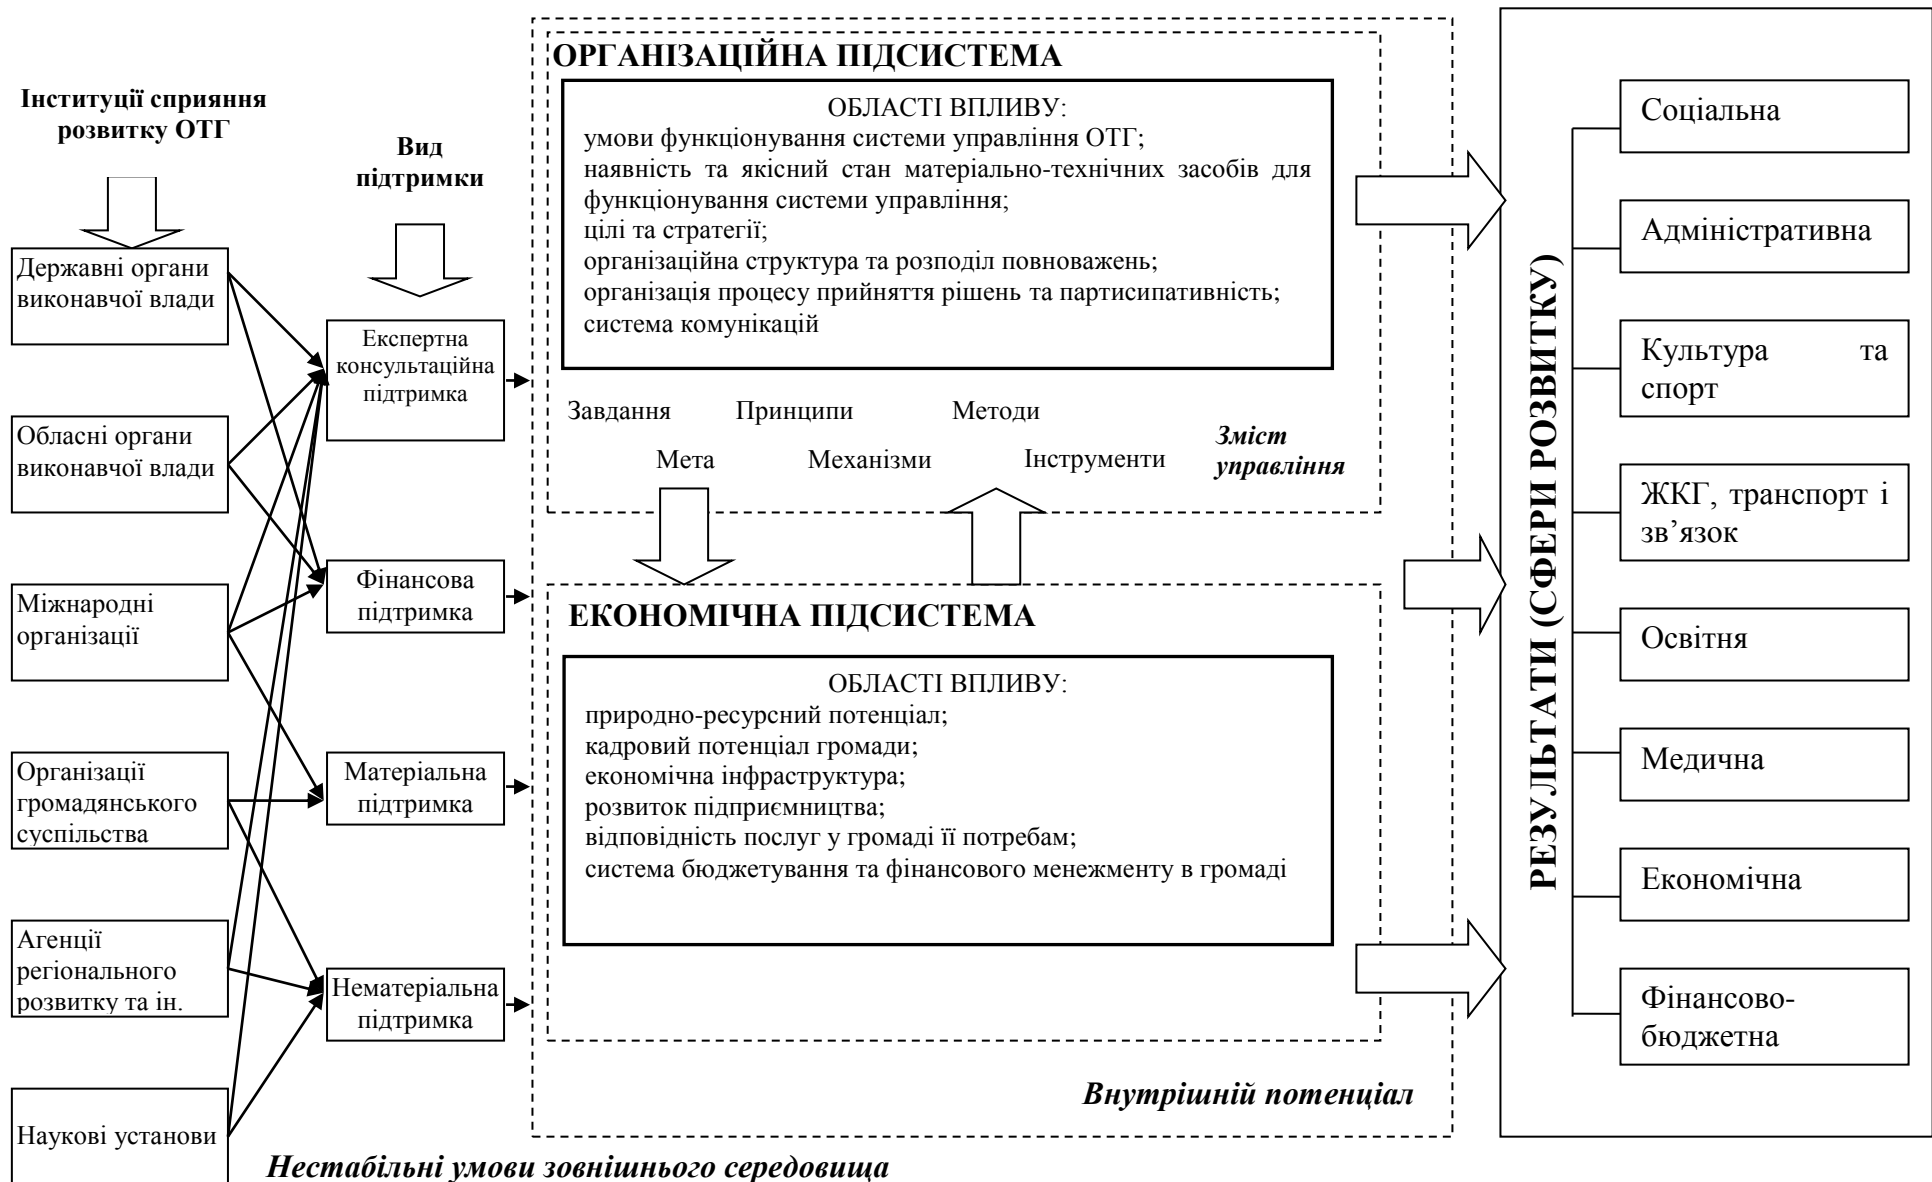 Інституції сприяння
розвитку ОТГ
Державні органи
виконавчої влади
Обласні органи
виконавчої влади
Міжнародні
організації
Організації
громадянського
суспільства
Агенції
регіонального
розвитку та ін.
Наукові установи
Вид
підтримки
Експертна
консультаційна
підтримка
Фінансова
підтримка
Матеріальна
підтримка
Нематеріальна
підтримка
ОРГАНІЗАЦІЙНА ПІДСИСТЕМА
ОБЛАСТІ ВПЛИВУ:
умови функціонування системи управління ОТГ;
наявність та якісний стан матеріально-технічних засобів для
функціонування системи управління;
цілі та стратегії;
організаційна структура та розподіл повноважень;
організація процесу прийняття рішень та партисипативність;
система комунікацій
Завдання Принципи Методи
Мета Механізми Інструменти
Зміст
управління
ЕКОНОМІЧНА ПІДСИСТЕМА
ОБЛАСТІ ВПЛИВУ:
природно-ресурсний потенціал;
кадровий потенціал громади;
економічна інфраструктура;
розвиток підприємництва;
відповідність послуг у громаді її потребам;
система бюджетування та фінансового менежменту в громаді
Внутрішній потенціал
Нестабільні умови зовнішнього середовища
РЕЗУЛЬТАТИ (СФЕРИ РОЗВИТКУ)
Соціальна
Адміністративна
Культура та
спорт
ЖКГ, транспорт і
зв’язок
Освітня
Медична
Економічна
Фінансово-
бюджетна